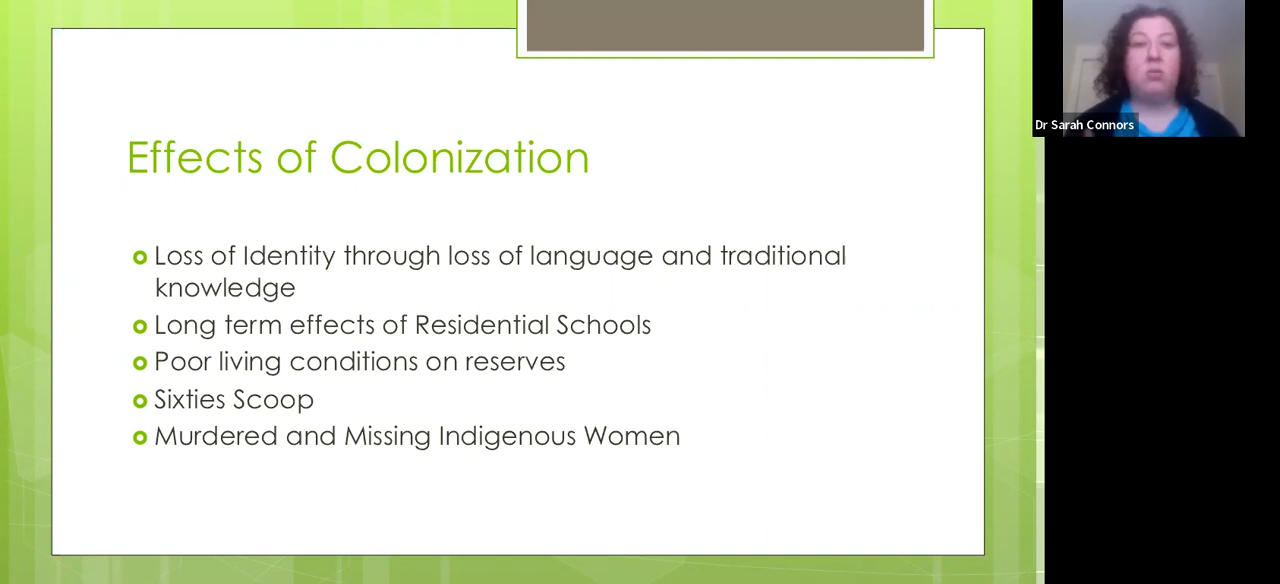 Effects of Colonization
Loss of Identity through loss of language and traditional
knowledge
Long term effects of Residential Schools
Poor living conditions on reserves
Sixties Scoop
Murdered and Missing Indigenous Women
Dr Sarah Connors